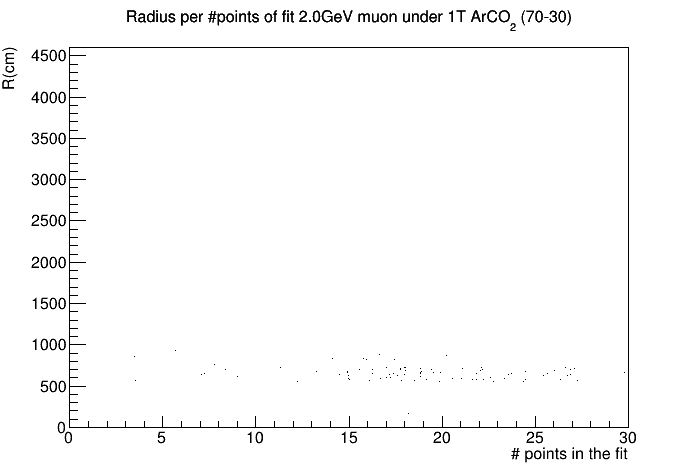 Radius per #points of fit 2.0GeV muon under 1T ArCO2 (70-30)
R(cm)
4500
4000
3500
3000
2500
2000
1500
1000
500
0
0 5 10 15 20 25 30
# points in the fit